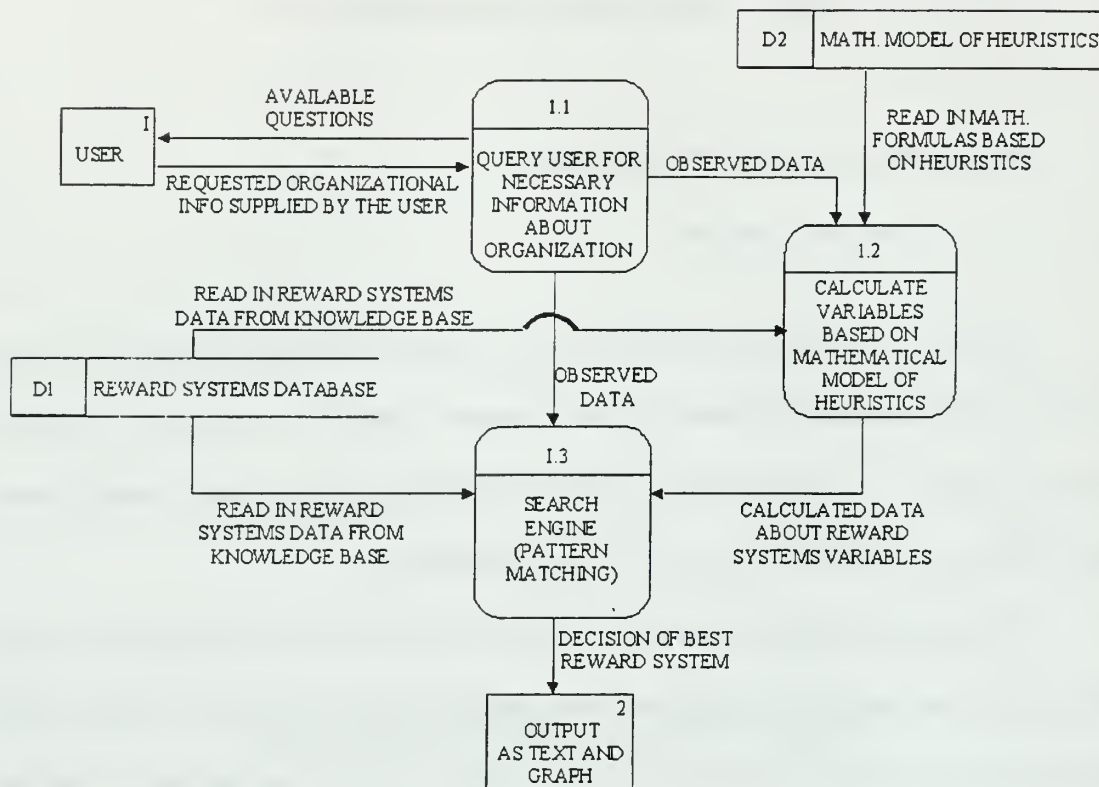 D2
MATH. MODEL OF HEURISTICS
AVAILABLE
QUESTIONS
I
USER
REQUESTED ORGANIZATIONAL
INFO SUPPLIED BY THE USER
1.1
QUERY USER FOR
NECESSARY
INFORMATION
ABOUT
ORGANIZATION
OBSERVED DATA
READ IN MATH.
FORMULAS BASED
ON HEURISTICS
1.2
CALCULATE
VARIABLES
BASED ON
MATHEMATICAL
MODEL OF
HEURISTICS
READ IN REWARD SYSTEMS
DATA FROM KNOWLEDGE BASE
D1
REWARD SYSTEMS DATABASE
OBSERVED
DATA
1.3
SEARCH
ENGINE
(PATTERN
MATCHING)
READ IN REWARD
SYSTEMS DATA FROM
KNOWLEDGE BASE
CALCULATED DATA
ABOUT REWARD
SYSTEMS VARIABLES
DECISION OF BEST
REWARD SYSTEM
2
OUTPUT
AS TEXT AND
GRAPH